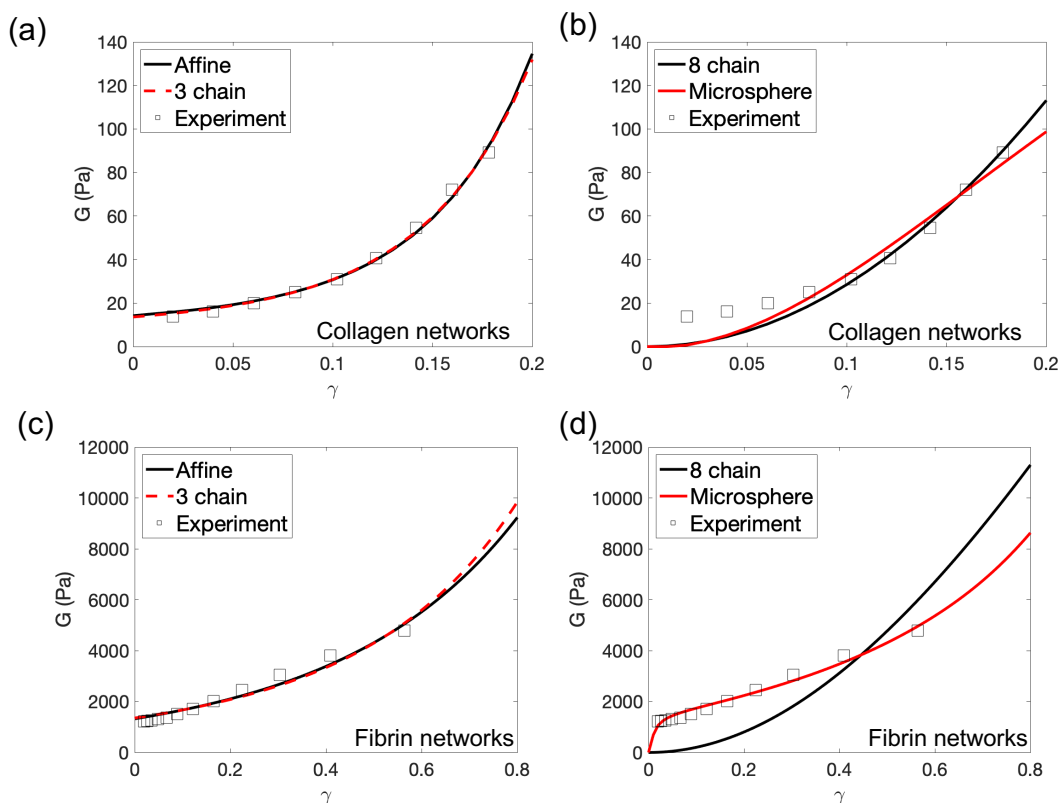 (a)
140
120
100
80
60
40
20
0
G (Pa)
Affine
3 chain
Experiment
Collagen networks
0 0.05 0.1 0.15 0.2
γ
(b)
140
120
100
80
60
40
20
0
G (Pa)
8 chain
Microsphere
Experiment
Collagen networks
0 0.05 0.1 0.15 0.2
γ
(c)
12000
10000
8000
6000
4000
2000
0
G (Pa)
Affine
3 chain
Experiment
Fibrin networks
0 0.2 0.4 0.6 0.8
γ
(d)
12000
10000
8000
6000
4000
2000
0
G (Pa)
8 chain
Microsphere
Experiment
Fibrin networks
0 0.2 0.4 0.6 0.8
γ